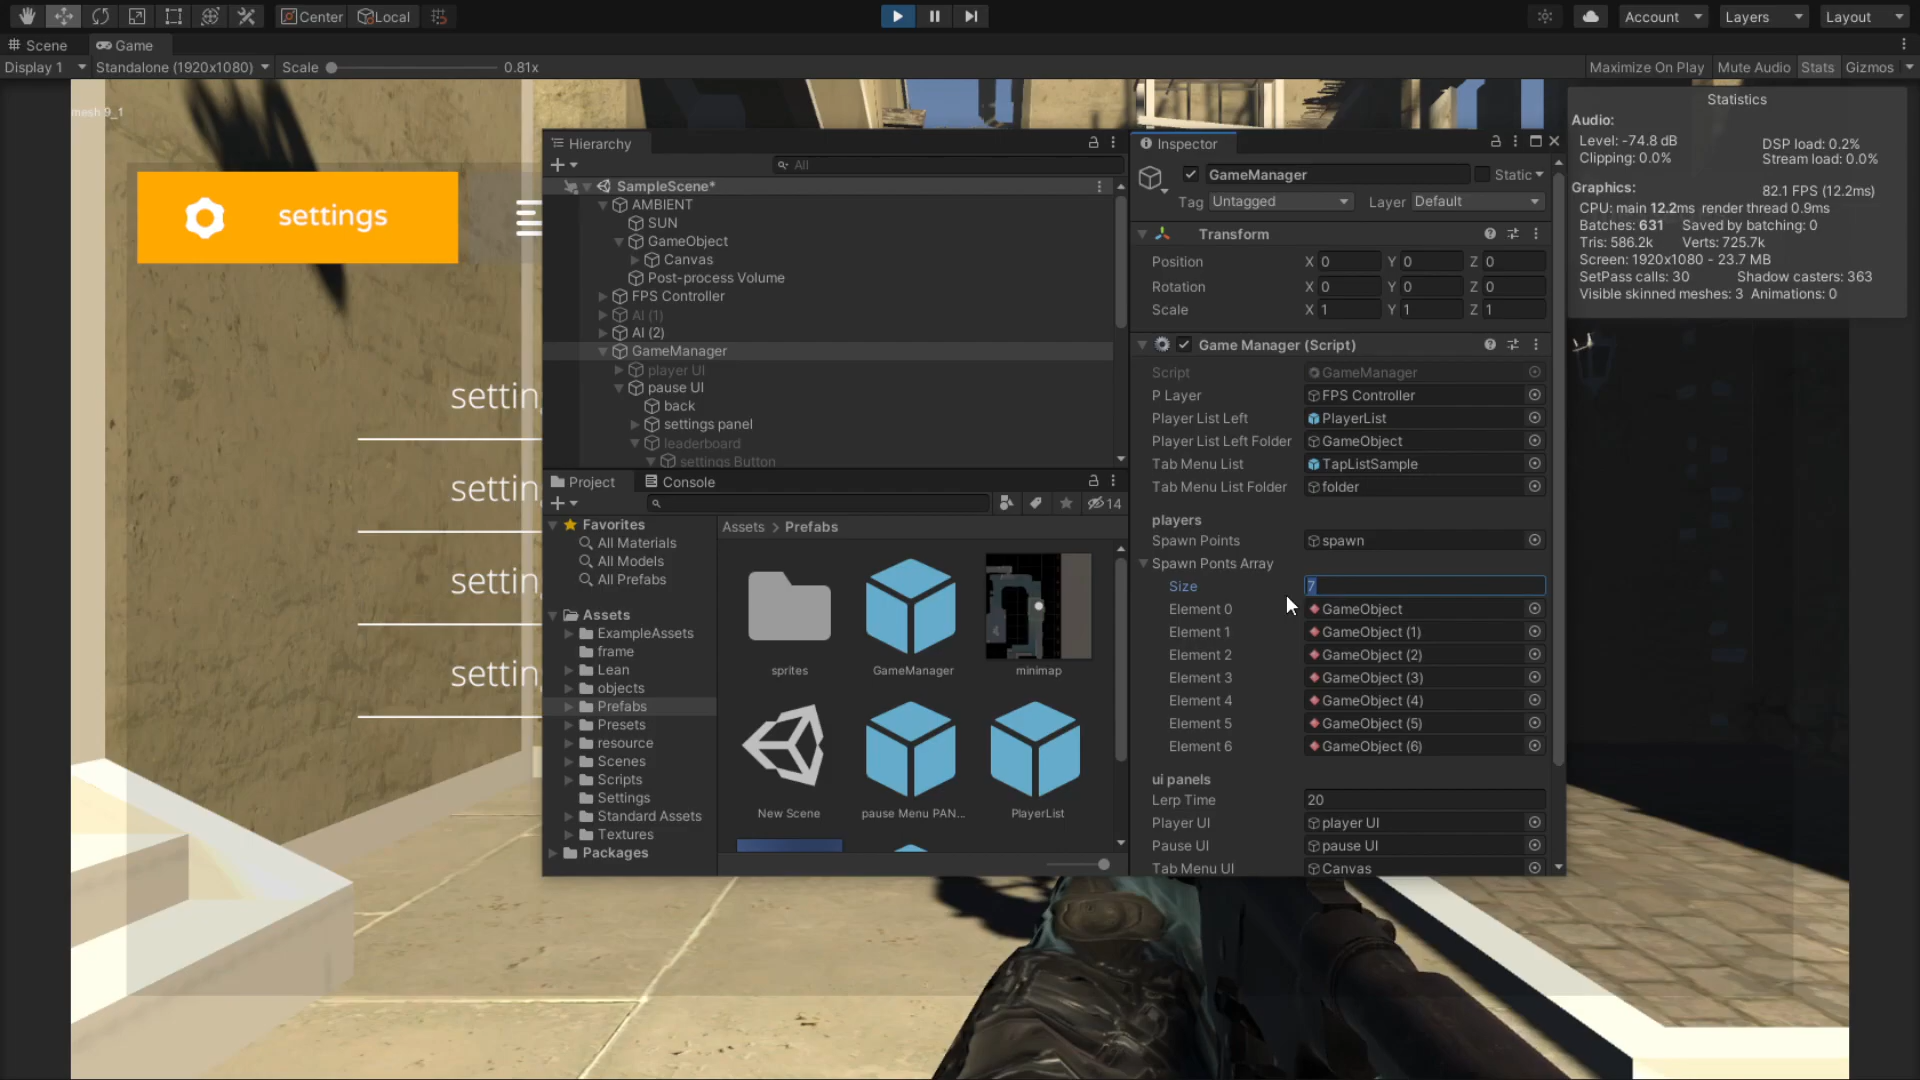 Center
Local
Account
Layers
Layout
Scene
Game
Display 1
Standalone (1920x1080)
Scale
0.81x
Maximize On Play
Mute Audio
Stats
Gizmos
mesh 9_1
settings
Hierarchy
All
SampleScene*
AMBIENT
SUN
GameObject
Canvas
Post-process Volume
FPS Controller
AI (1)
AI (2)
GameManager
player UI
pause UI
back
settings panel
leaderboard
settings Button
settin
settin
settin
settin
Project
Console
14
Favorites
All Materials
All Models
All Prefabs
Assets
ExampleAssets
frame
Lean
objects
Prefabs
Presets
resource
Scenes
Scripts
Settings
Standard Assets
Textures
Packages
Assets > Prefabs
sprites
GameManager
minimap
New Scene
pause Menu PAN...
PlayerList
Inspector
GameManager
Static
Tag Untagged
Layer Default
Transform
Position X 0 Y 0 Z 0
Rotation X 0 Y 0 Z 0
Scale X 1 Y 1 Z 1
Game Manager (Script)
Script GameManager
P Layer FPS Controller
Player List Left PlayerList
Player List Left Folder GameObject
Tab Menu List TapListSample
Tab Menu List Folder folder
players
Spawn Points spawn
Spawn Ponts Array
Size 7
Element 0 GameObject
Element 1 GameObject (1)
Element 2 GameObject (2)
Element 3 GameObject (3)
Element 4 GameObject (4)
Element 5 GameObject (5)
Element 6 GameObject (6)
ui panels
Lerp Time 20
Player UI player UI
Pause UI pause UI
Tab Menu UI Canvas
Statistics
Audio:
Level: -74.8 dB DSP load: 0.2%
Clipping: 0.0% Stream load: 0.0%
Graphics: 82.1 FPS (12.2ms)
CPU: main 12.2ms render thread 0.9ms
Batches: 631 Saved by batching: 0
Tris: 586.2k Verts: 725.7k
Screen: 1920x1080 - 23.7 MB
SetPass calls: 30 Shadow casters: 363
Visible skinned meshes: 3 Animations: 0